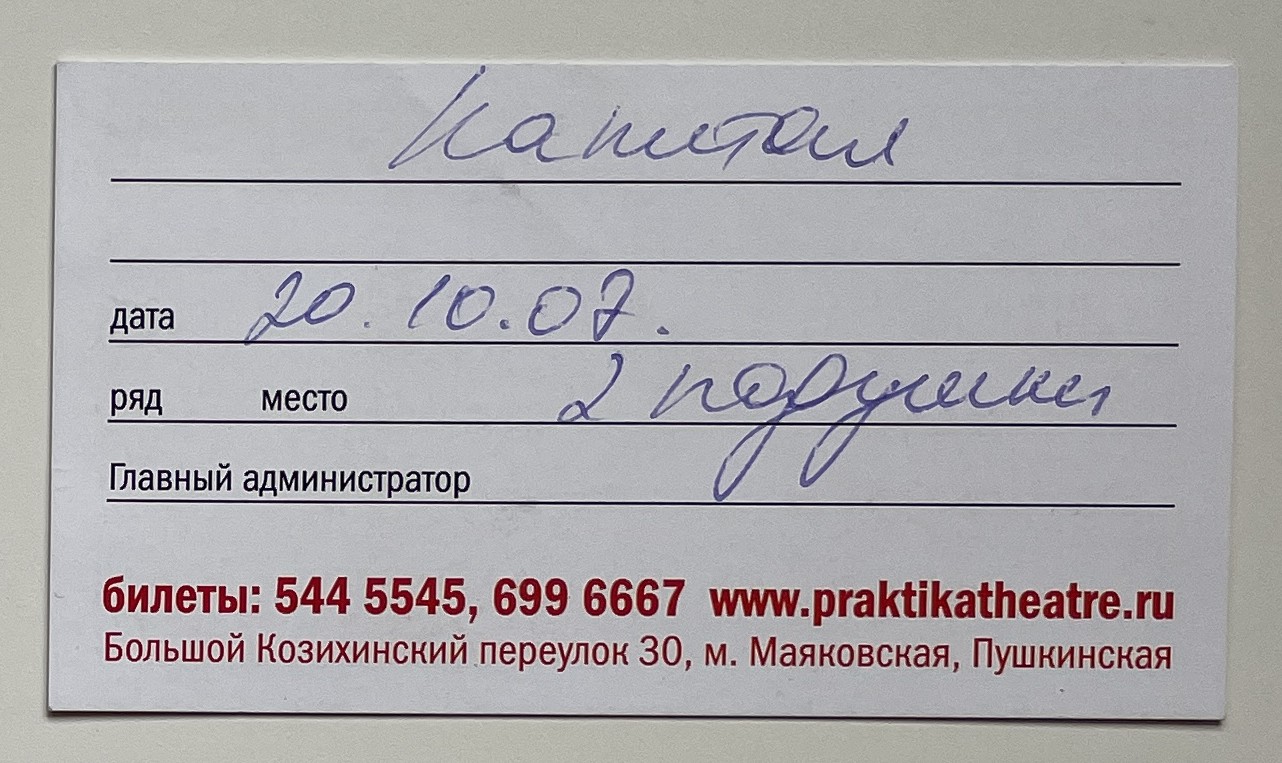 Капитал
дата 20.10.07.
ряд место 2 подушки
Главный администратор
билеты: 544 5545, 699 6667 www.praktikatheatre.ru
Большой Козихинский переулок 30, м. Маяковская, Пушкинская